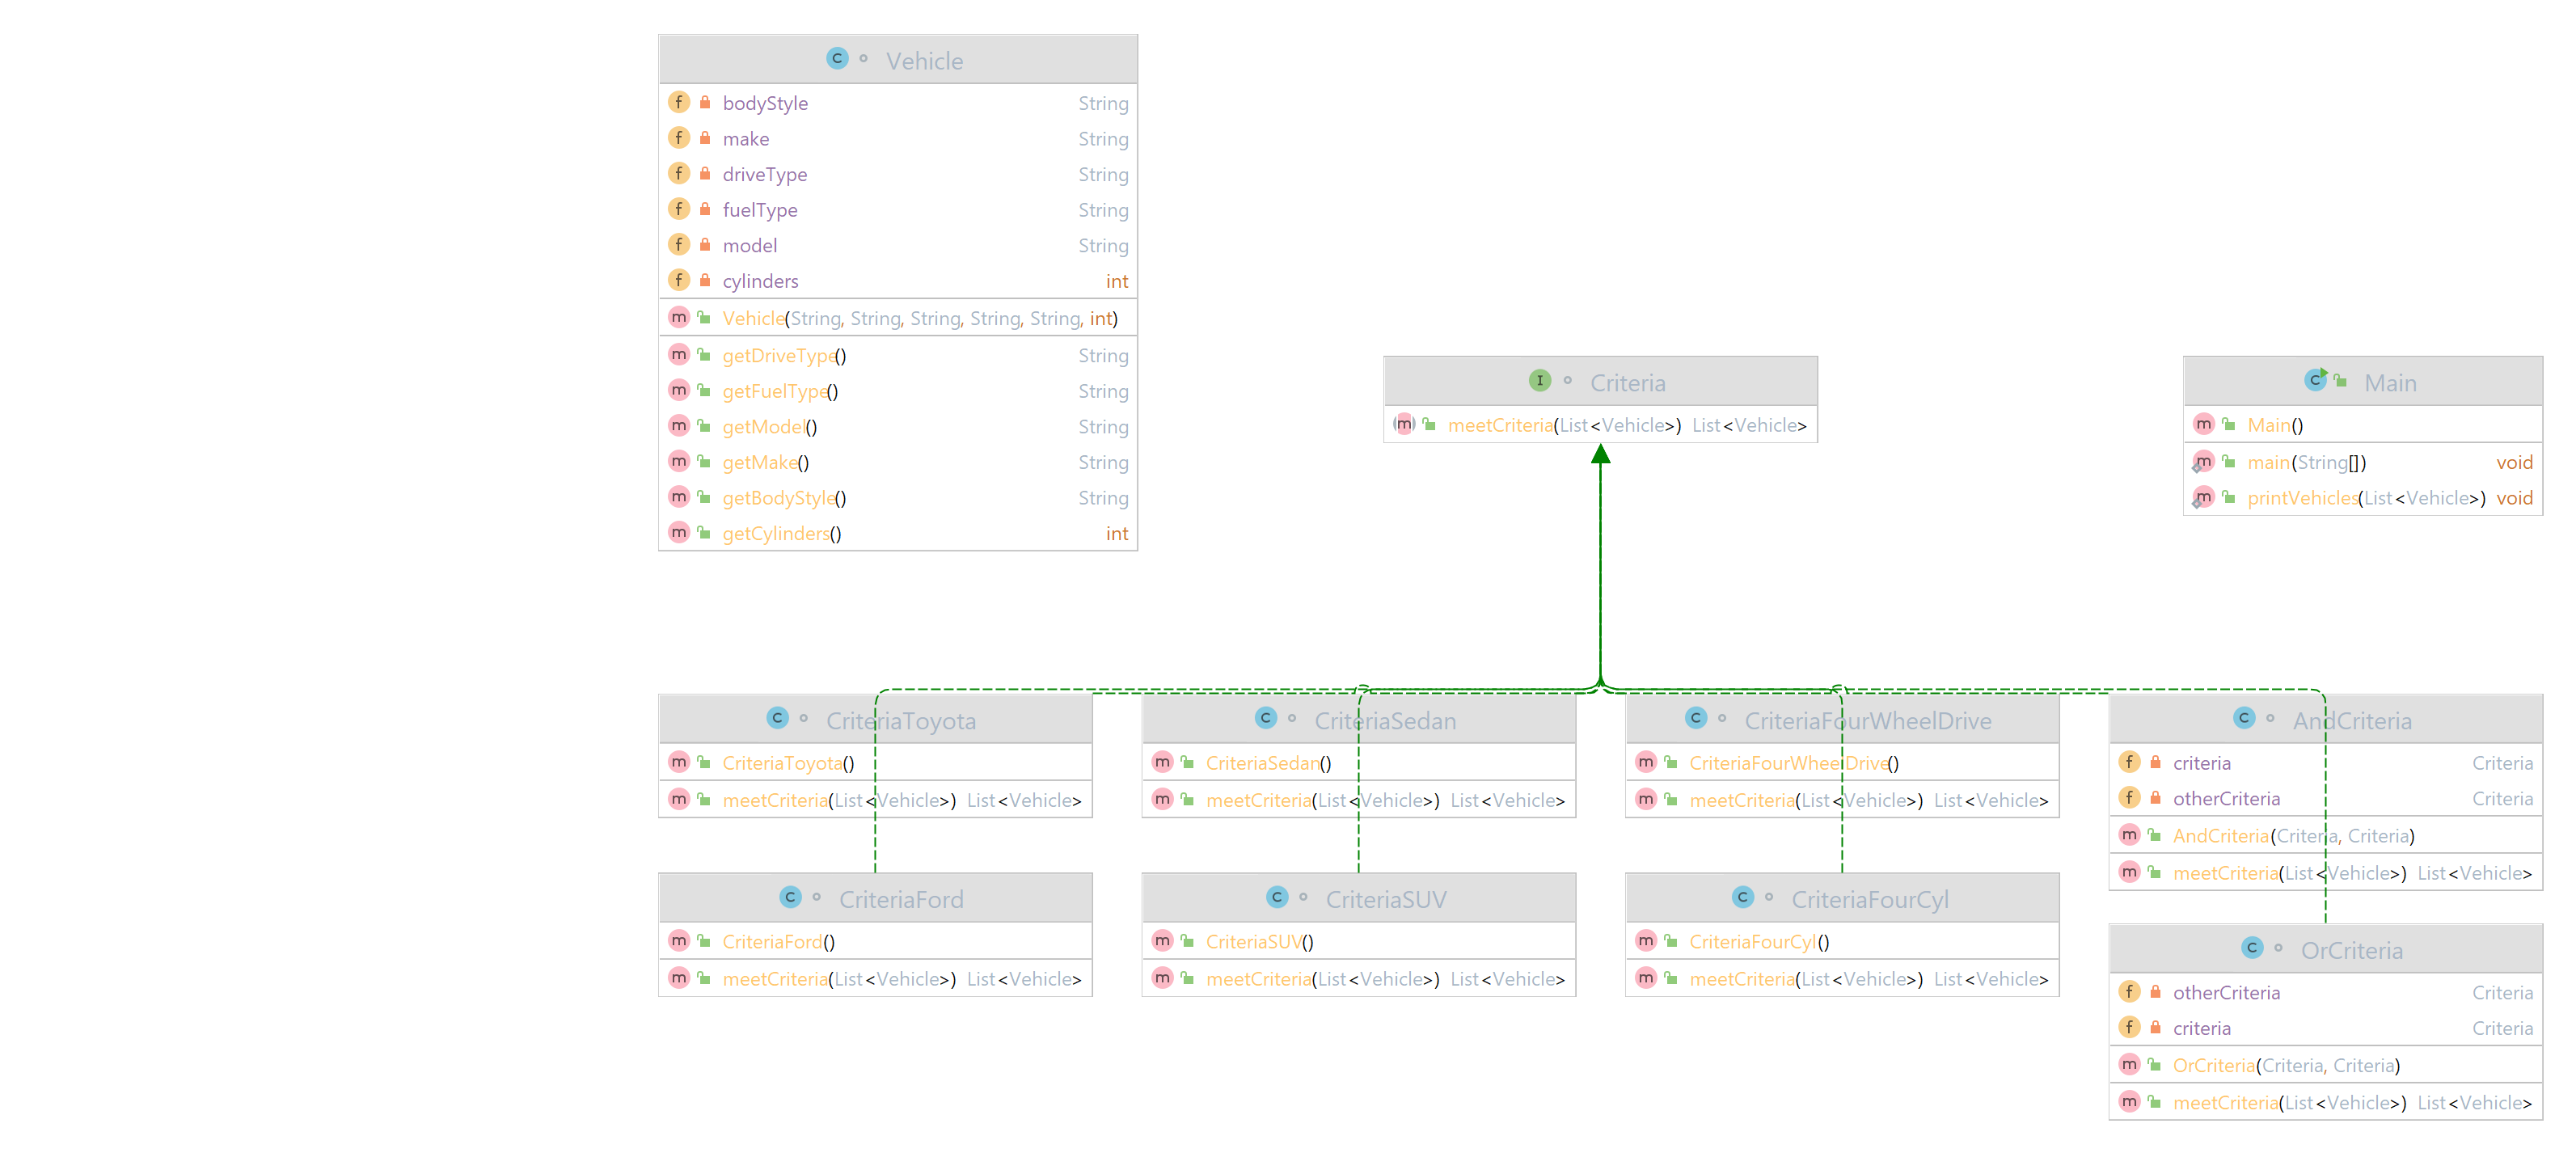 Vehicle
bodyStyle String
make String
driveType String
fuelType String
model String
cylinders int
Vehicle(String, String, String, String, String, int)
getDriveType() String
getFuelType() String
getModel() String
getMake() String
getBodyStyle() String
getCylinders() int
Criteria
meetCriteria(List<Vehicle>) List<Vehicle>
Main
Main()
main(String[]) void
printVehicles(List<Vehicle>) void
CriteriaToyota
CriteriaToyota()
meetCriteria(List<Vehicle>) List<Vehicle>
CriteriaSedan
CriteriaSedan()
meetCriteria(List<Vehicle>) List<Vehicle>
CriteriaFourWheelDrive
CriteriaFourWheelDrive()
meetCriteria(List<Vehicle>) List<Vehicle>
AndCriteria
criteria Criteria
otherCriteria Criteria
AndCriteria(Criteria, Criteria)
meetCriteria(List<Vehicle>) List<Vehicle>
CriteriaFord
CriteriaFord()
meetCriteria(List<Vehicle>) List<Vehicle>
CriteriaSUV
CriteriaSUV()
meetCriteria(List<Vehicle>) List<Vehicle>
CriteriaFourCyl
CriteriaFourCyl()
meetCriteria(List<Vehicle>) List<Vehicle>
OrCriteria
otherCriteria Criteria
criteria Criteria
OrCriteria(Criteria, Criteria)
meetCriteria(List<Vehicle>) List<Vehicle>